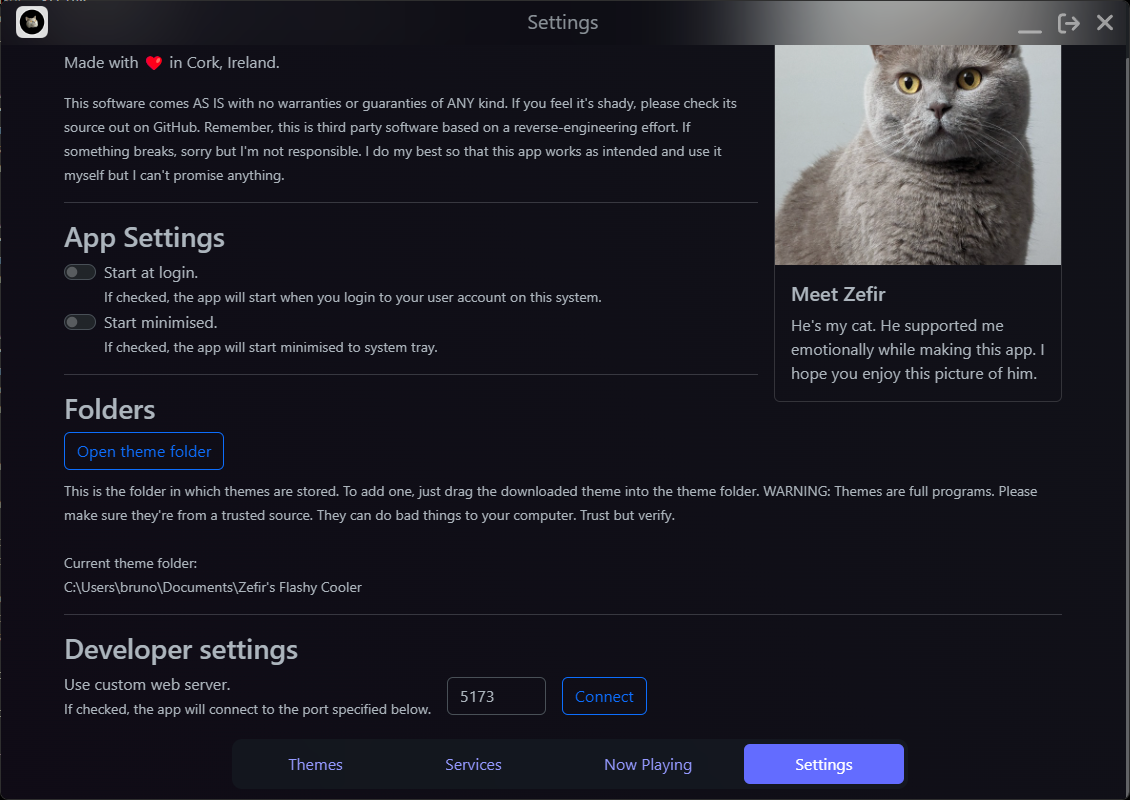 Settings
Made with ❤ in Cork, Ireland.
This software comes AS IS with no warranties or guaranties of ANY kind. If you feel it's shady, please check its
source out on GitHub. Remember, this is third party software based on a reverse-engineering effort. If
something breaks, sorry but I'm not responsible. I do my best so that this app works as intended and use it
myself but I can't promise anything.
App Settings
Start at login.
If checked, the app will start when you login to your user account on this system.
Start minimised.
If checked, the app will start minimised to system tray.
Meet Zefir
He's my cat. He supported me
emotionally while making this app. I
hope you enjoy this picture of him.
Folders
Open theme folder
This is the folder in which themes are stored. To add one, just drag the downloaded theme into the theme folder. WARNING: Themes are full programs. Please
make sure they're from a trusted source. They can do bad things to your computer. Trust but verify.
Current theme folder:
C:\Users\bruno\Documents\Zefir's Flashy Cooler
Developer settings
Use custom web server.
If checked, the app will connect to the port specified below.
5173
Connect
Themes
Services
Now Playing
Settings